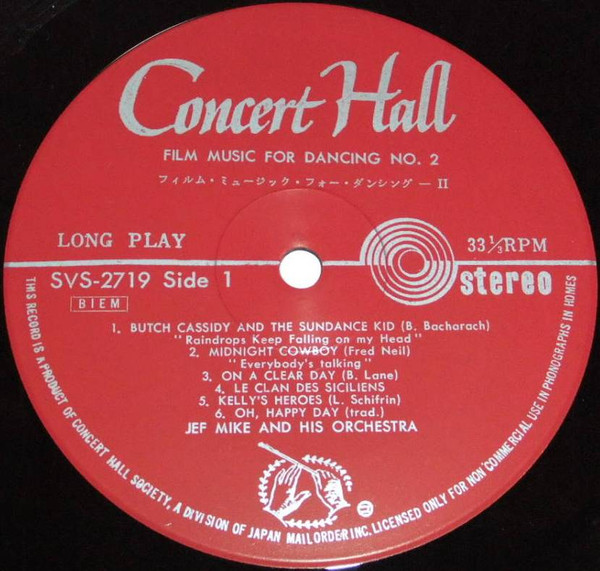 Concert Hall
FILM MUSIC FOR DANCING NO. 2
フィルム・ミュージック・フォー・ダンシング — II
LONG PLAY
33 1/3 RPM
SVS-2719 Side 1
stereo
BIEM
1. BUTCH CASSIDY AND THE SUNDANCE KID (B. Bacharach)
"Raindrops Keep Falling on my Head"
2. MIDNIGHT COWBOY (Fred Neil)
"Everybody's talking"
3. ON A CLEAR DAY (B. Lane)
4. LE CLAN DES SICILIENS
5. KELLY'S HEROES (L. Schifrin)
6. OH, HAPPY DAY (trad.)
JEF MIKE AND HIS ORCHESTRA
THIS RECORD IS A PRODUCT OF CONCERT HALL SOCIETY, A DIVISION OF JAPAN MAIL ORDER INC. LICENSED ONLY FOR NON COMMERCIAL USE IN PHONOGRAPHS IN HOMES